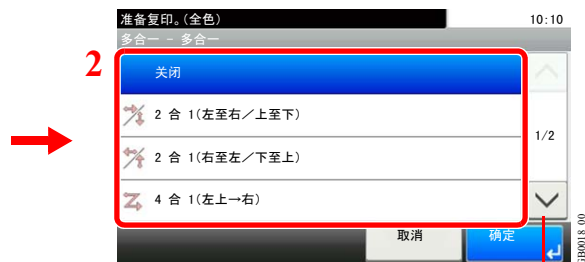 准备复印。(全色)
10:10
多合一 - 多合一
2
关闭
2 合 1(左至右／上至下)
2 合 1(右至左／下至上)
1/2
4 合 1(左上→右)
取消
确定
GB0018_00